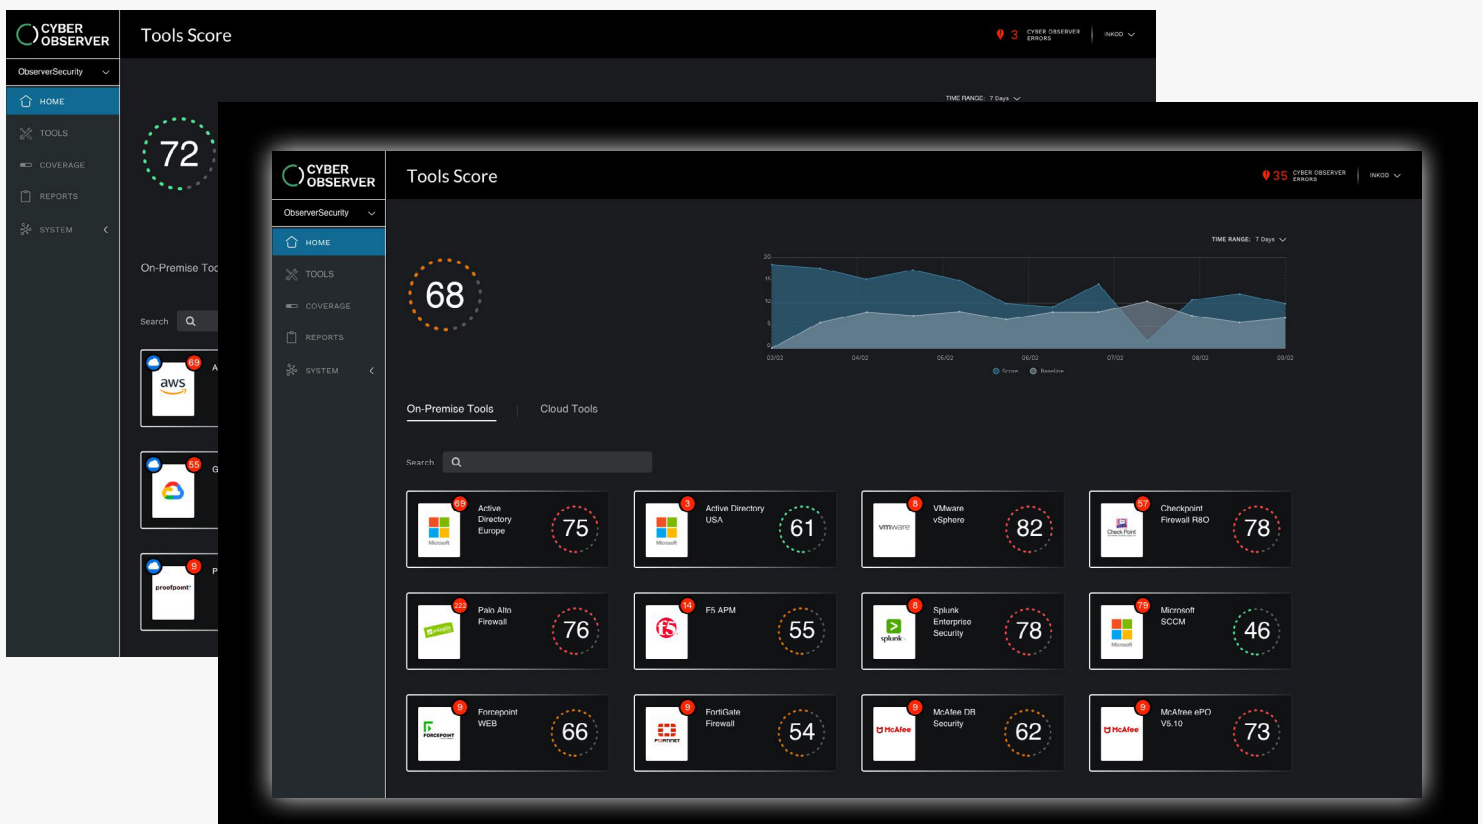 CYBER
OBSERVER
Tools Score
3
CYBER OBSERVER
ERRORS
INKOD
ObserverSecurity
HOME
TIME RANGE: 7 Days
TOOLS
72
COVERAGE
REPORTS
SYSTEM
On-Premise Too
Search
69
A
aws
55
G
9
P
proofpoint
CYBER
OBSERVER
Tools Score
35
CYBER OBSERVER
ERRORS
INKOD
ObserverSecurity
HOME
TOOLS
COVERAGE
REPORTS
SYSTEM
TIME RANGE: 7 Days
68
20
15
10
5
0
03/02 04/02 05/02 06/02 07/02 08/02 09/02
Score Baseline
On-Premise Tools
Cloud Tools
Search
69
Microsoft
Active
Directory
Europe
75
3
Microsoft
Active Directory
USA
61
8
vmware
VMware
vSphere
82
57
Check Point
Checkpoint
Firewall R8O
78
222
paloalto
Palo Alto
Firewall
76
14
f5
F5 APM
55
8
splunk>
Splunk
Enterprise
Security
78
79
Microsoft
Microsoft
SCCM
46
9
FORCEPOINT
Forcepoint
WEB
66
9
FORTINET
FortiGate
Firewall
54
9
McAfee
McAfee DB
Security
62
9
McAfee
McAfree ePO
V5.10
73